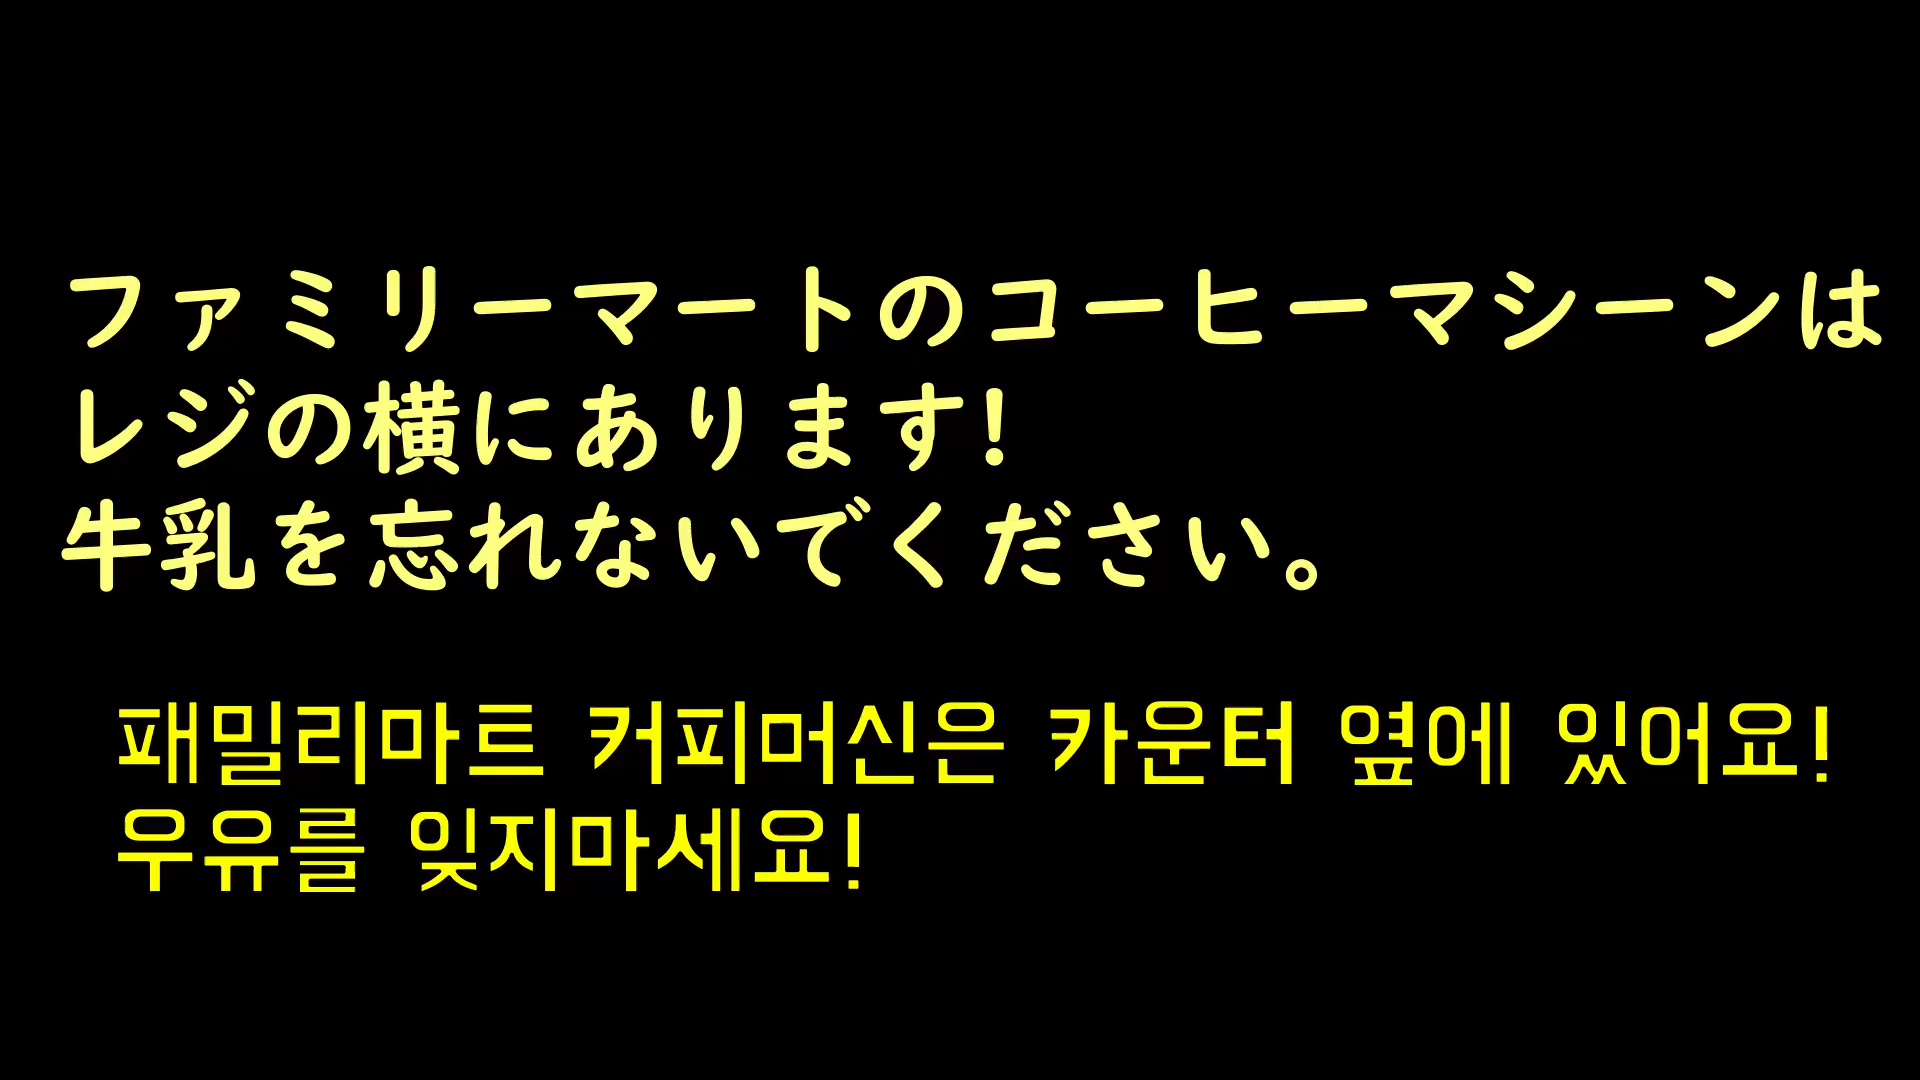 ファミリーマートのコーヒーマシーンは
レジの横にあります!
牛乳を忘れないでください。
패밀리마트 커피머신은 카운터 옆에 있어요!
우유를 잊지마세요!